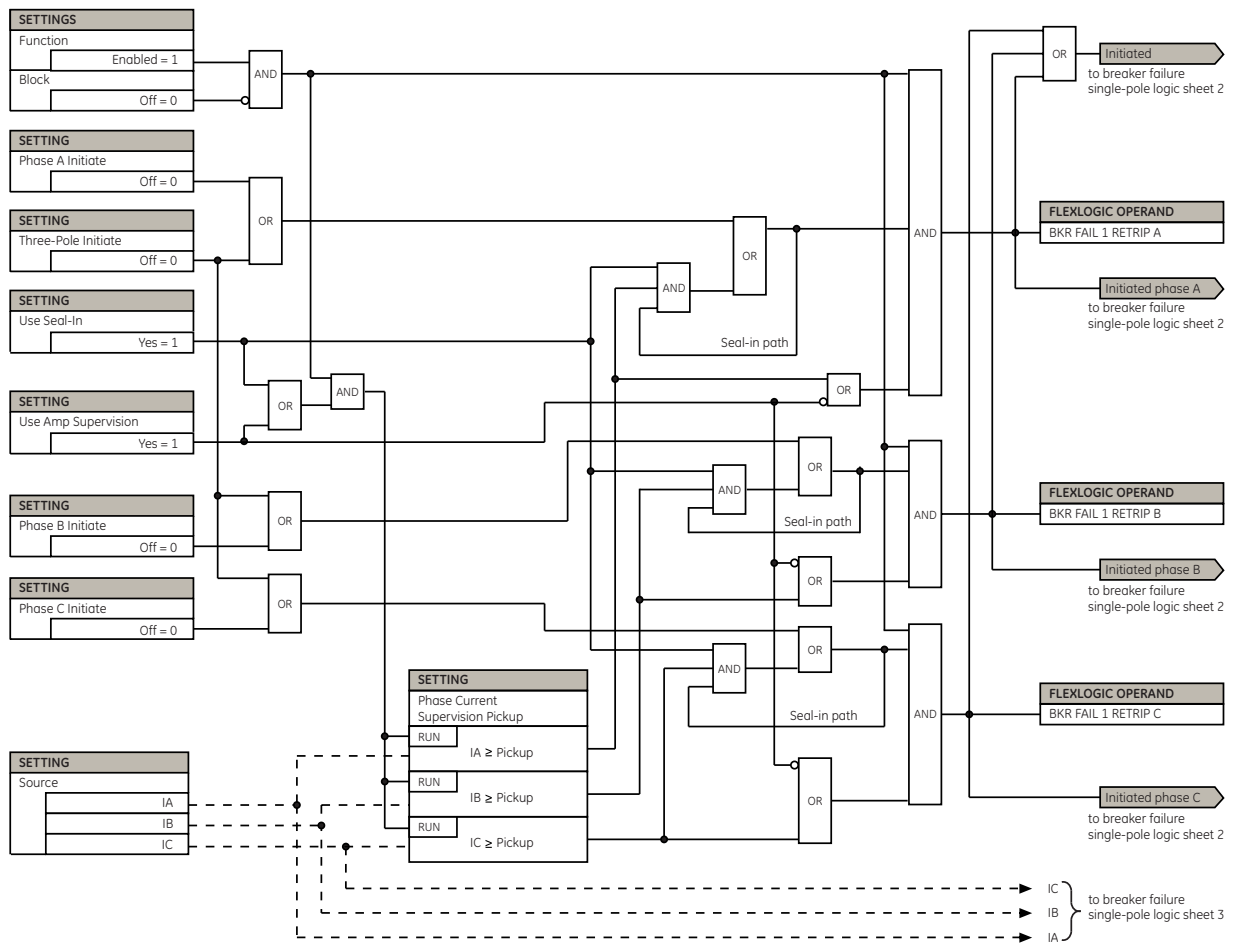 SETTINGS
Function
Enabled = 1
Block
Off = 0
AND
SETTING
Phase A Initiate
Off = 0
SETTING
Three-Pole Initiate
Off = 0
OR
SETTING
Use Seal-In
Yes = 1
SETTING
Use Amp Supervision
Yes = 1
OR
AND
SETTING
Phase B Initiate
Off = 0
OR
SETTING
Phase C Initiate
Off = 0
OR
SETTING
Source
IA
IB
IC
SETTING
Phase Current
Supervision Pickup
RUN
IA ≥ Pickup
RUN
IB ≥ Pickup
RUN
IC ≥ Pickup
AND
OR
Seal-in path
OR
AND
OR
Seal-in path
OR
AND
OR
Seal-in path
OR
AND
AND
AND
OR
Initiated
to breaker failure
single-pole logic sheet 2
FLEXLOGIC OPERAND
BKR FAIL 1 RETRIP A
Initiated phase A
to breaker failure
single-pole logic sheet 2
FLEXLOGIC OPERAND
BKR FAIL 1 RETRIP B
Initiated phase B
to breaker failure
single-pole logic sheet 2
FLEXLOGIC OPERAND
BKR FAIL 1 RETRIP C
Initiated phase C
to breaker failure
single-pole logic sheet 2
IC
IB
IA
to breaker failure
single-pole logic sheet 3